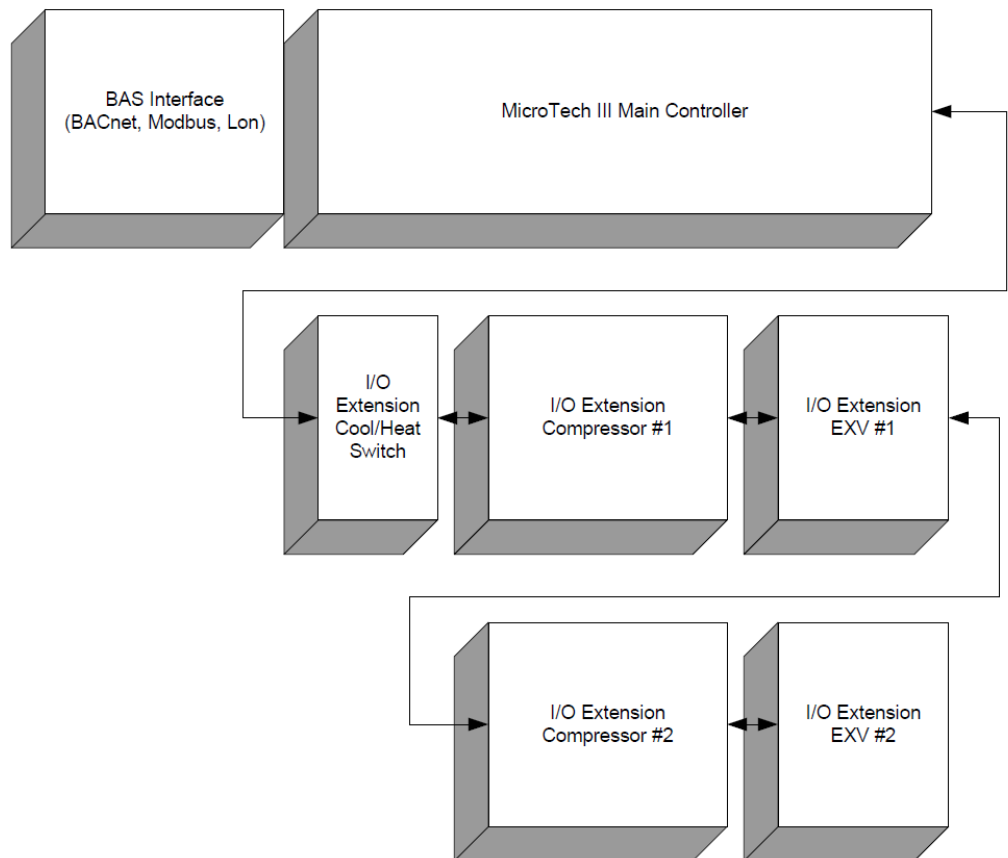 BAS Interface
(BACnet, Modbus, Lon)
MicroTech III Main Controller
I/O
Extension
Cool/Heat
Switch
I/O Extension
Compressor #1
I/O Extension
EXV #1
I/O Extension
Compressor #2
I/O Extension
EXV #2